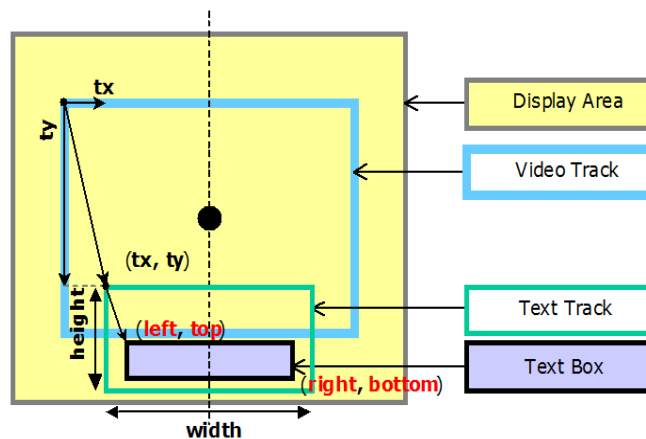 tx
Display Area
ty
Video Track
(tx, ty)
height
Text Track
(left, top)
Text Box
(right, bottom)
width